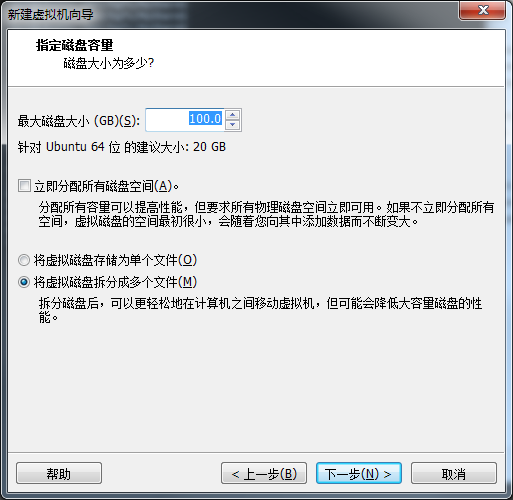 新建虚拟机向导
指定磁盘容量
磁盘大小为多少?
最大磁盘大小 (GB)(S): 100.0
针对 Ubuntu 64 位 的建议大小: 20 GB
立即分配所有磁盘空间(A)。
分配所有容量可以提高性能，但要求所有物理磁盘空间立即可用。如果不立即分配所有
空间，虚拟磁盘的空间最初很小，会随着您向其中添加数据而不断变大。
将虚拟磁盘存储为单个文件(O)
将虚拟磁盘拆分成多个文件(M)
拆分磁盘后，可以更轻松地在计算机之间移动虚拟机，但可能会降低大容量磁盘的性
能。
帮助 < 上一步(B) 下一步(N) > 取消